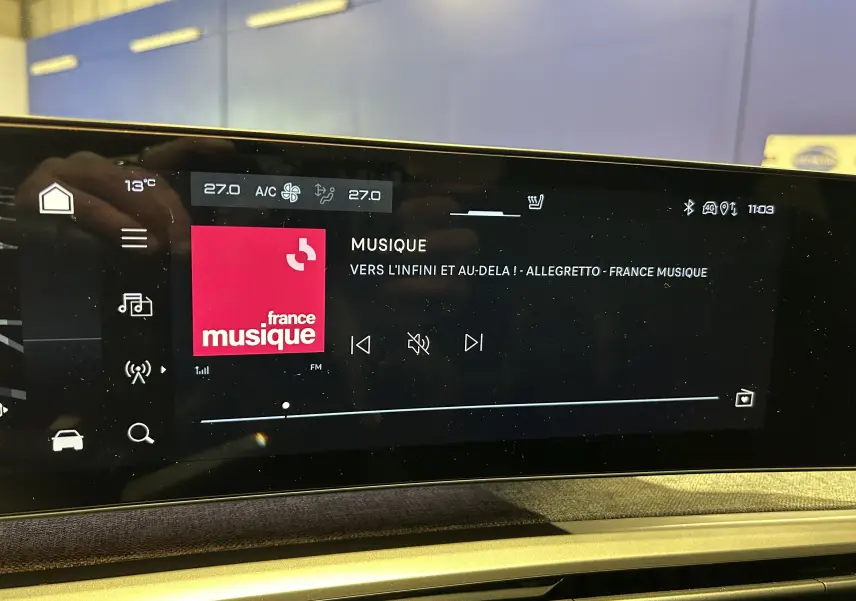 13°C
27.0 A/C 27.0
4G 11:03
france
musique
MUSIQUE
VERS L'INFINI ET AU-DELA ! - ALLEGRETTO - FRANCE MUSIQUE
FM